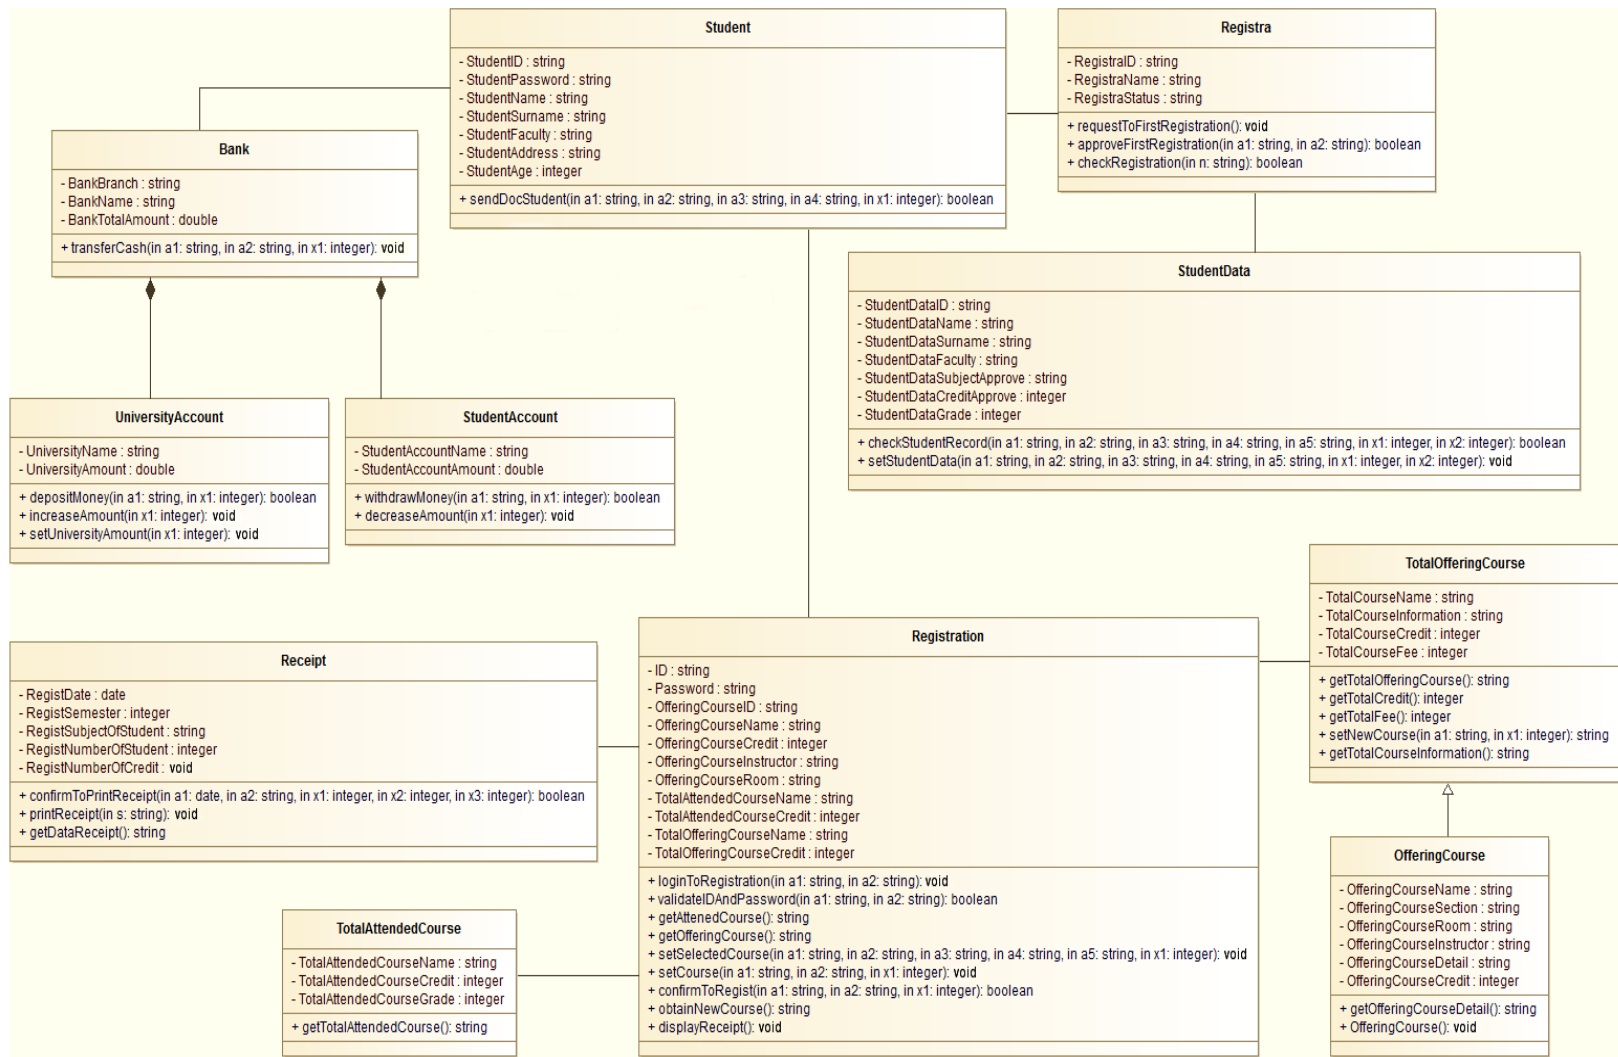 Student
- StudentID : string
- StudentPassword : string
- StudentName : string
- StudentSurname : string
- StudentFaculty : string
- StudentAddress : string
- StudentAge : integer
+ sendDocStudent(in a1: string, in a2: string, in a3: string, in a4: string, in x1: integer): boolean
Registra
- RegistraID : string
- RegistraName : string
- RegistraStatus : string
+ requestToFirstRegistration(): void
+ approveFirstRegistration(in a1: string, in a2: string): boolean
+ checkRegistration(in n: string): boolean
Bank
- BankBranch : string
- BankName : string
- BankTotalAmount : double
+ transferCash(in a1: string, in a2: string, in x1: integer): void
StudentData
- StudentDataID : string
- StudentDataName : string
- StudentDataSurname : string
- StudentDataFaculty : string
- StudentDataSubjectApprove : string
- StudentDataCreditApprove : integer
- StudentDataGrade : integer
+ checkStudentRecord(in a1: string, in a2: string, in a3: string, in a4: string, in a5: string, in x1: integer, in x2: integer): boolean
+ setStudentData(in a1: string, in a2: string, in a3: string, in a4: string, in a5: string, in x1: integer, in x2: integer): void
UniversityAccount
- UniversityName : string
- UniversityAmount : double
+ depositMoney(in a1: string, in x1: integer): boolean
+ increaseAmount(in x1: integer): void
+ setUniversityAmount(in x1: integer): void
StudentAccount
- StudentAccountName : string
- StudentAccountAmount : double
+ withdrawMoney(in a1: string, in x1: integer): boolean
+ decreaseAmount(in x1: integer): void
TotalOfferingCourse
- TotalCourseName : string
- TotalCourseInformation : string
- TotalCourseCredit : integer
- TotalCourseFee : integer
+ getTotalOfferingCourse(): string
+ getTotalCredit(): integer
+ getTotalFee(): integer
+ setNewCourse(in a1: string, in x1: integer): string
+ getTotalCourseInformation(): string
Receipt
- RegistDate : date
- RegistSemester : integer
- RegistSubjectOfStudent : string
- RegistNumberOfStudent : integer
- RegistNumberOfCredit : void
+ confirmToPrintReceipt(in a1: date, in a2: string, in x1: integer, in x2: integer, in x3: integer): boolean
+ printReceipt(in s: string): void
+ getDataReceipt(): string
Registration
- ID : string
- Password : string
- OfferingCourseID : string
- OfferingCourseName : string
- OfferingCourseCredit : integer
- OfferingCourseInstructor : string
- OfferingCourseRoom : string
- TotalAttendedCourseName : string
- TotalAttendedCourseCredit : integer
- TotalOfferingCourseName : string
- TotalOfferingCourseCredit : integer
+ loginToRegistration(in a1: string, in a2: string): void
+ validateIDAndPassword(in a1: string, in a2: string): boolean
+ getAttenedCourse(): string
+ getOfferingCourse(): string
+ setSelectedCourse(in a1: string, in a2: string, in a3: string, in a4: string, in a5: string, in x1: integer): void
+ setCourse(in a1: string, in a2: string, in x1: integer): void
+ confirmToRegist(in a1: string, in a2: string, in x1: integer): boolean
+ obtainNewCourse(): string
+ displayReceipt(): void
OfferingCourse
- OfferingCourseName : string
- OfferingCourseSection : string
- OfferingCourseRoom : string
- OfferingCourseInstructor : string
- OfferingCourseDetail : string
- OfferingCourseCredit : integer
+ getOfferingCourseDetail(): string
+ OfferingCourse(): void
TotalAttendedCourse
- TotalAttendedCourseName : string
- TotalAttendedCourseCredit : integer
- TotalAttendedCourseGrade : integer
+ getTotalAttendedCourse(): string